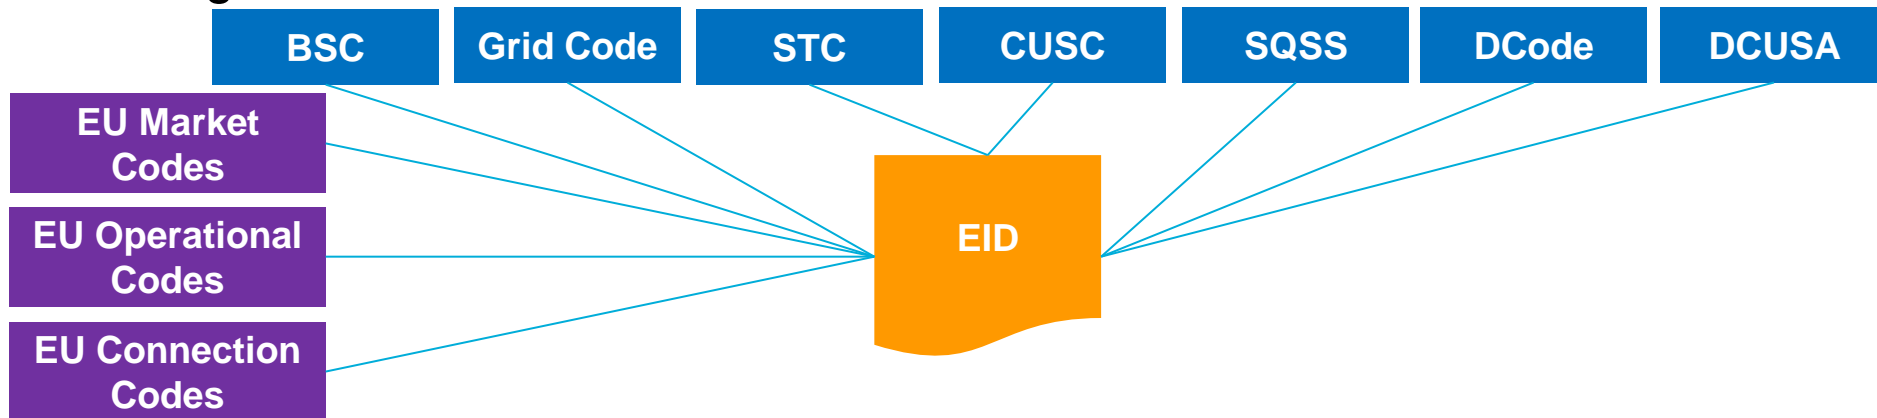 BSC
Grid Code
STC
CUSC
SQSS
DCode
DCUSA
EU Market
Codes
EU Operational
Codes
EU Connection
Codes
EID